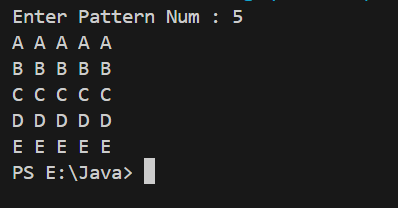 Enter Pattern Num : 5
A A A A A
B B B B B
C C C C C
D D D D D
E E E E E
PS E:\Java>